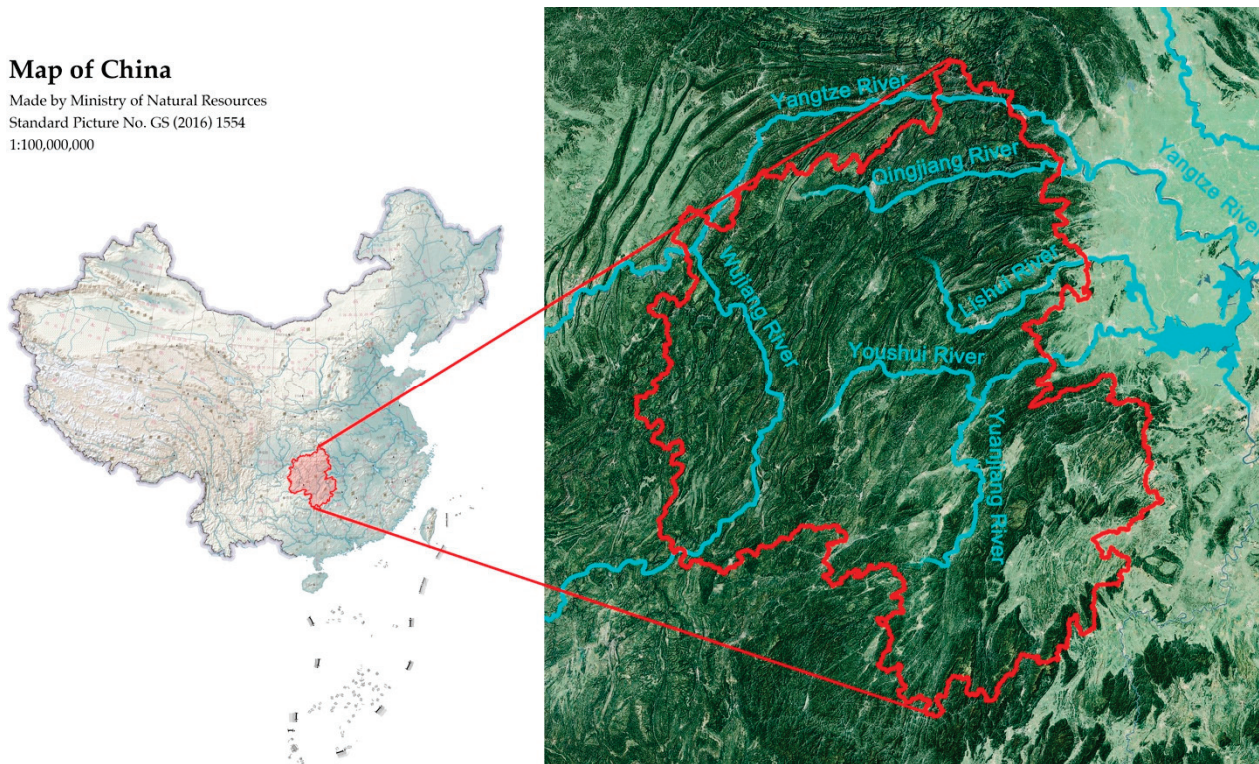 Map of China
Made by Ministry of Natural Resources
Standard Picture No. GS (2016) 1554
1:100,000,000
Yangtze River
Qingjiang River
Yangtze River
Wujiang River
Lishui River
Youshui River
Yuanjiang River